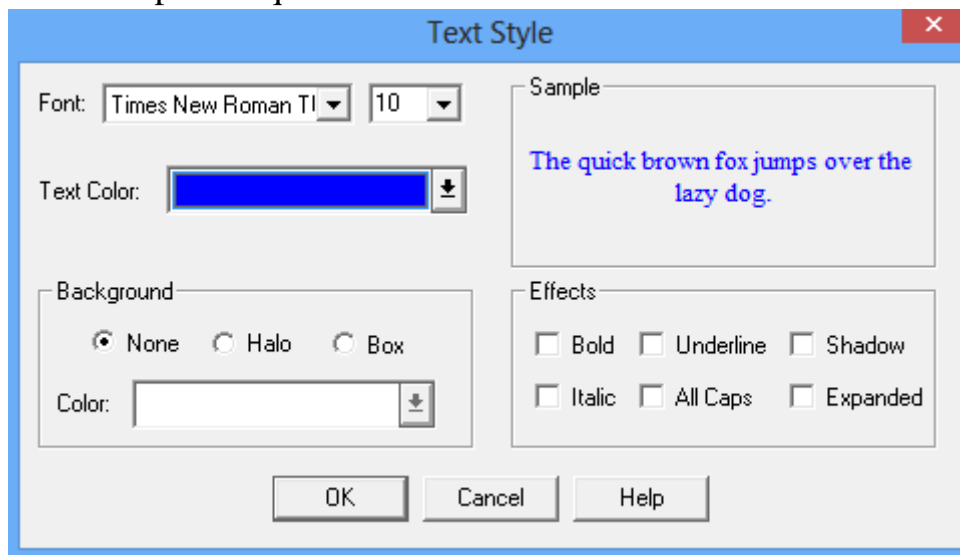 Text Style
Font: Times New Roman 10
Sample
The quick brown fox jumps over the
lazy dog.
Text Color:
Background
None Halo Box
Color:
Effects
Bold Underline Shadow
Italic All Caps Expanded
OK Cancel Help